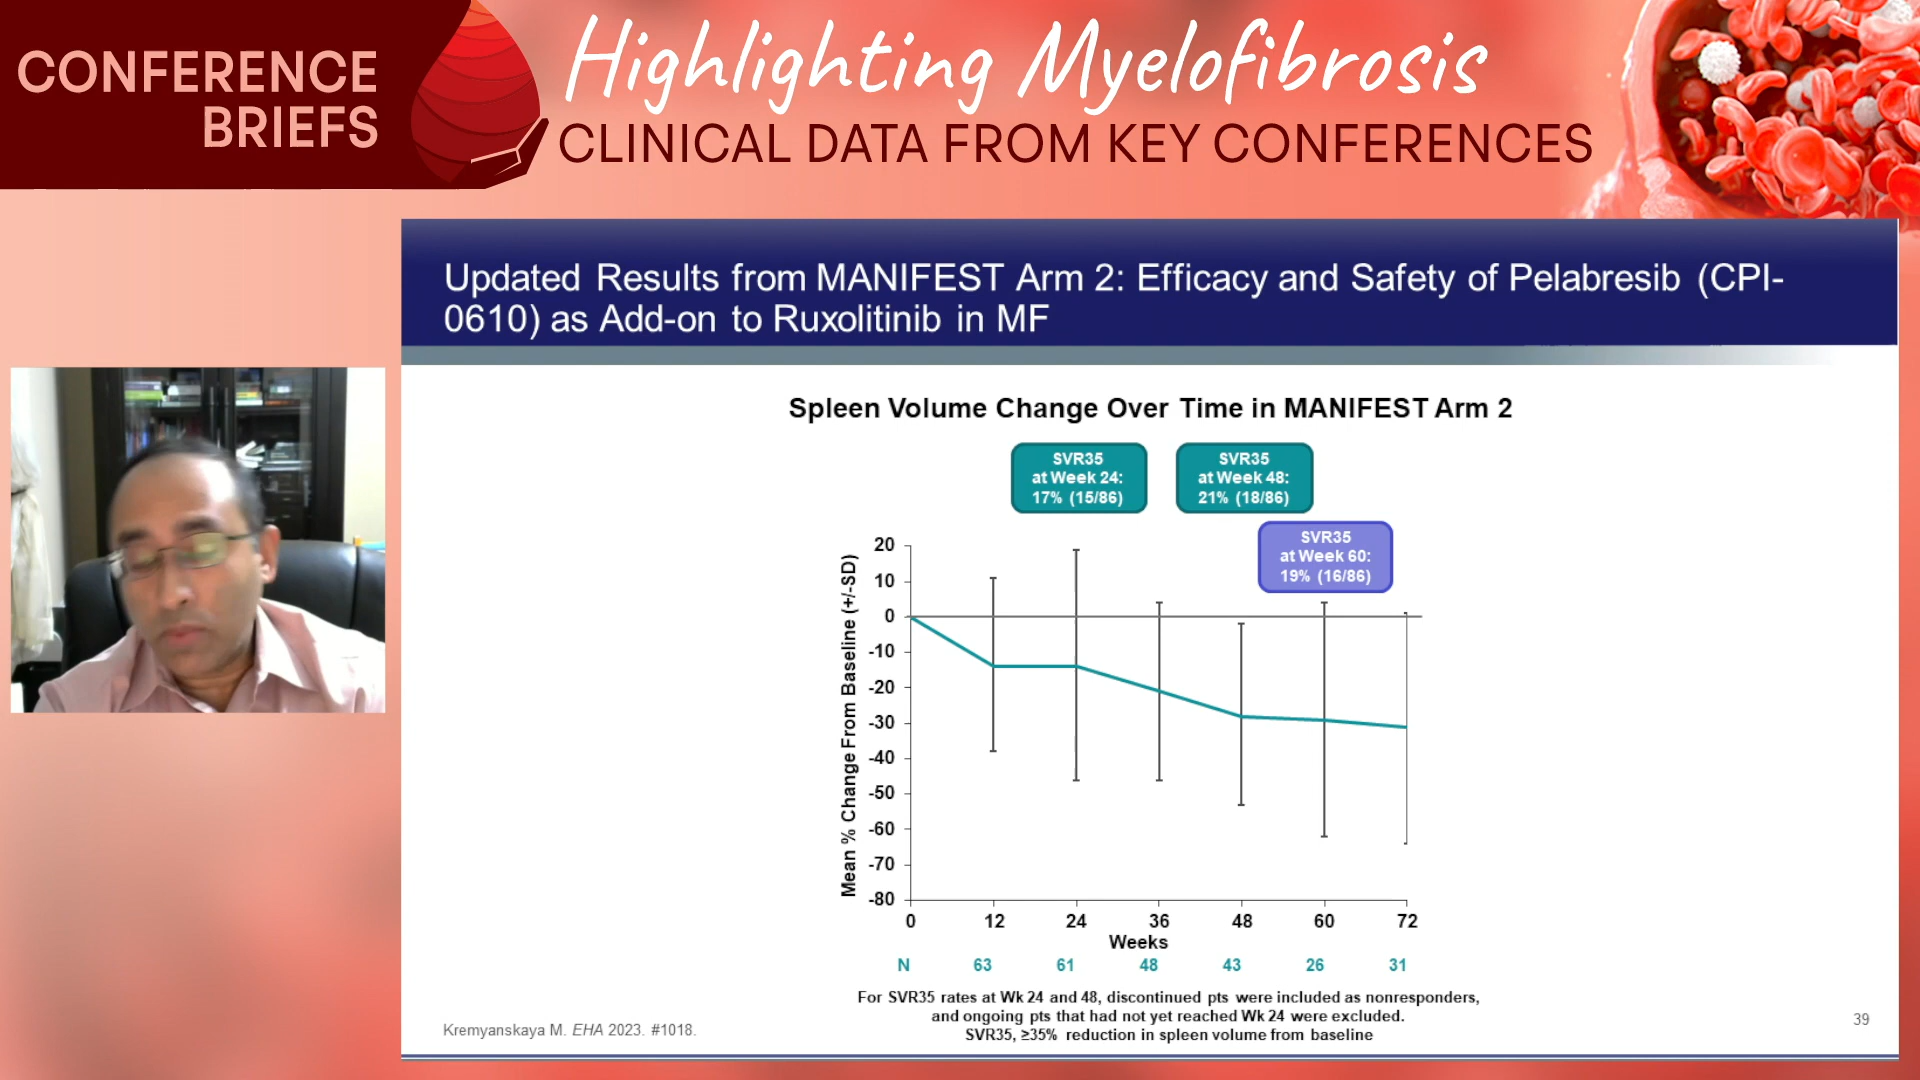 CONFERENCE
BRIEFS
Highlighting Myelofibrosis
CLINICAL DATA FROM KEY CONFERENCES
Updated Results from MANIFEST Arm 2: Efficacy and Safety of Pelabresib (CPI-
0610) as Add-on to Ruxolitinib in MF
Spleen Volume Change Over Time in MANIFEST Arm 2
SVR35
at Week 24:
17% (15/86)
SVR35
at Week 48:
21% (18/86)
SVR35
at Week 60:
19% (16/86)
Mean % Change From Baseline (+/-SD)
20
10
0
-10
-20
-30
-40
-50
-60
-70
-80
0 12 24 36 48 60 72
Weeks
N 63 61 48 43 26 31
For SVR35 rates at Wk 24 and 48, discontinued pts were included as nonresponders,
and ongoing pts that had not yet reached Wk 24 were excluded.
SVR35, ≥35% reduction in spleen volume from baseline
Kremyanskaya M. EHA 2023. #1018.
39